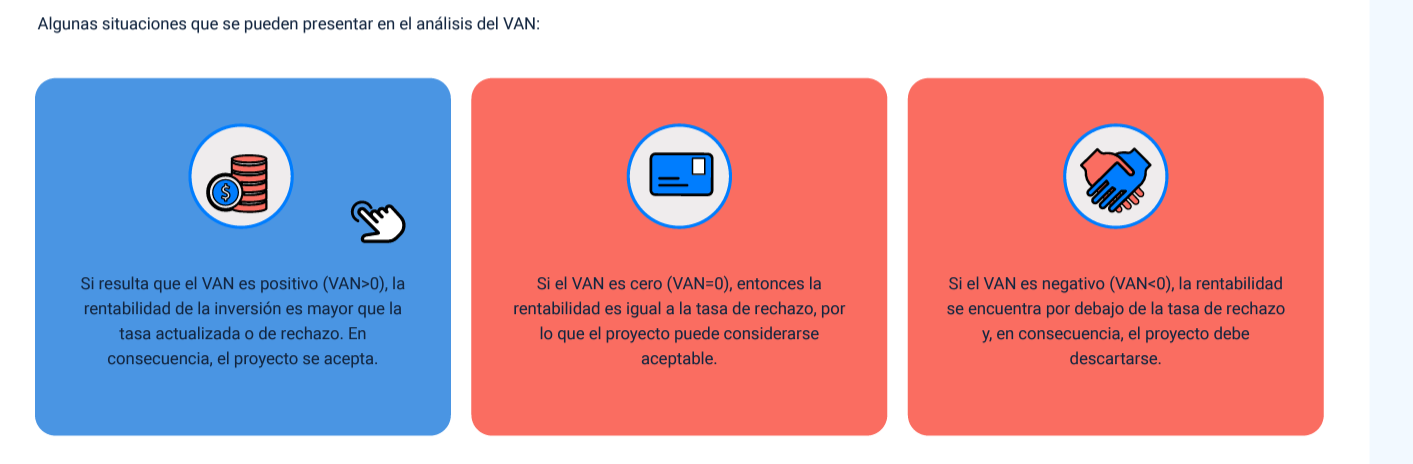 Algunas situaciones que se pueden presentar en el análisis del VAN:
Si resulta que el VAN es positivo (VAN>0), la
rentabilidad de la inversión es mayor que la
tasa actualizada o de rechazo. En
consecuencia, el proyecto se acepta.
Si el VAN es cero (VAN=0), entonces la
rentabilidad es igual a la tasa de rechazo, por
lo que el proyecto puede considerarse
aceptable.
Si el VAN es negativo (VAN<0), la rentabilidad
se encuentra por debajo de la tasa de rechazo
y, en consecuencia, el proyecto debe
descartarse.